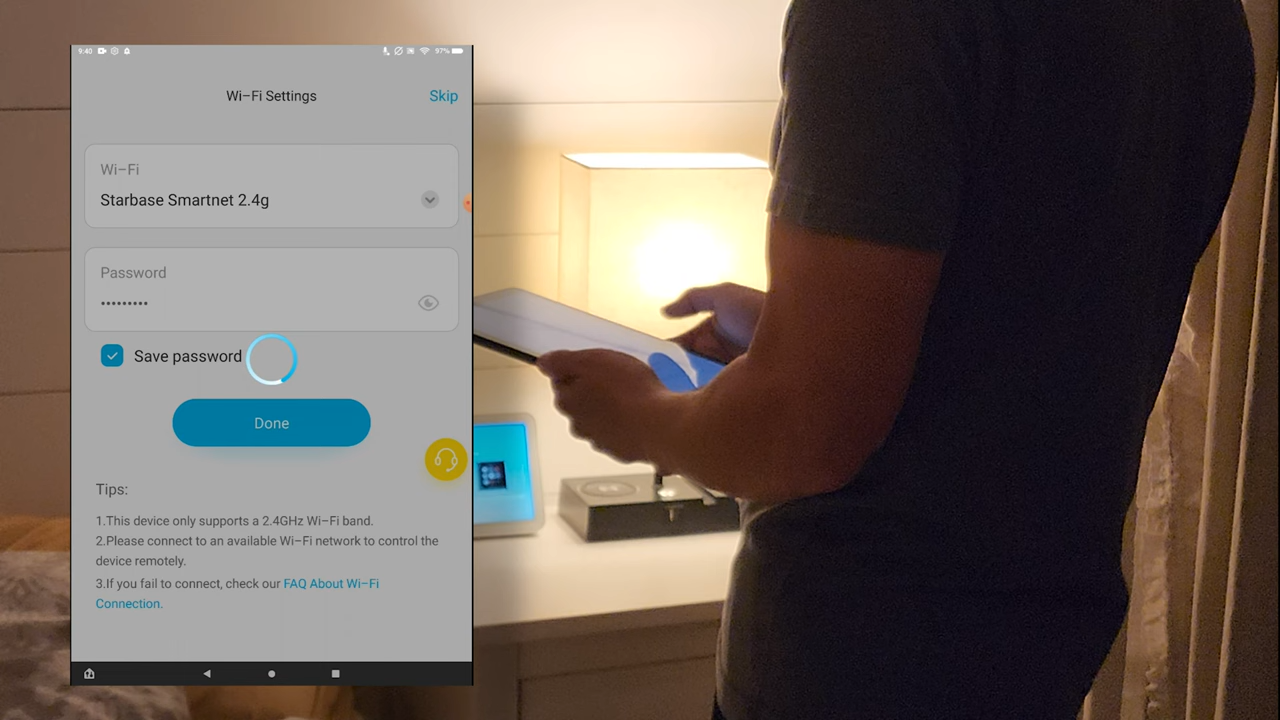 9:40
97%
Wi-Fi Settings
Skip
Wi-Fi
Starbase Smartnet 2.4g
Password
•••••••••
Save password
Done
Tips:
1.This device only supports a 2.4GHz Wi-Fi band.
2.Please connect to an available Wi-Fi network to control the
device remotely.
3.If you fail to connect, check our FAQ About Wi-Fi
Connection.